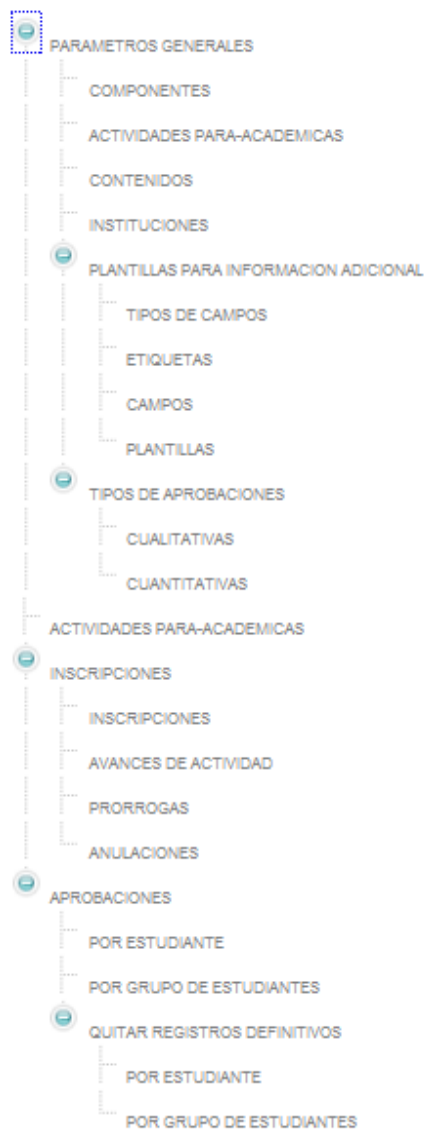 PARAMETROS GENERALES
COMPONENTES
ACTIVIDADES PARA-ACADEMICAS
CONTENIDOS
INSTITUCIONES
PLANTILLAS PARA INFORMACION ADICIONAL
TIPOS DE CAMPOS
ETIQUETAS
CAMPOS
PLANTILLAS
TIPOS DE APROBACIONES
CUALITATIVAS
CUANTITATIVAS
ACTIVIDADES PARA-ACADEMICAS
INSCRIPCIONES
INSCRIPCIONES
AVANCES DE ACTIVIDAD
PRORROGAS
ANULACIONES
APROBACIONES
POR ESTUDIANTE
POR GRUPO DE ESTUDIANTES
QUITAR REGISTROS DEFINITIVOS
POR ESTUDIANTE
POR GRUPO DE ESTUDIANTES